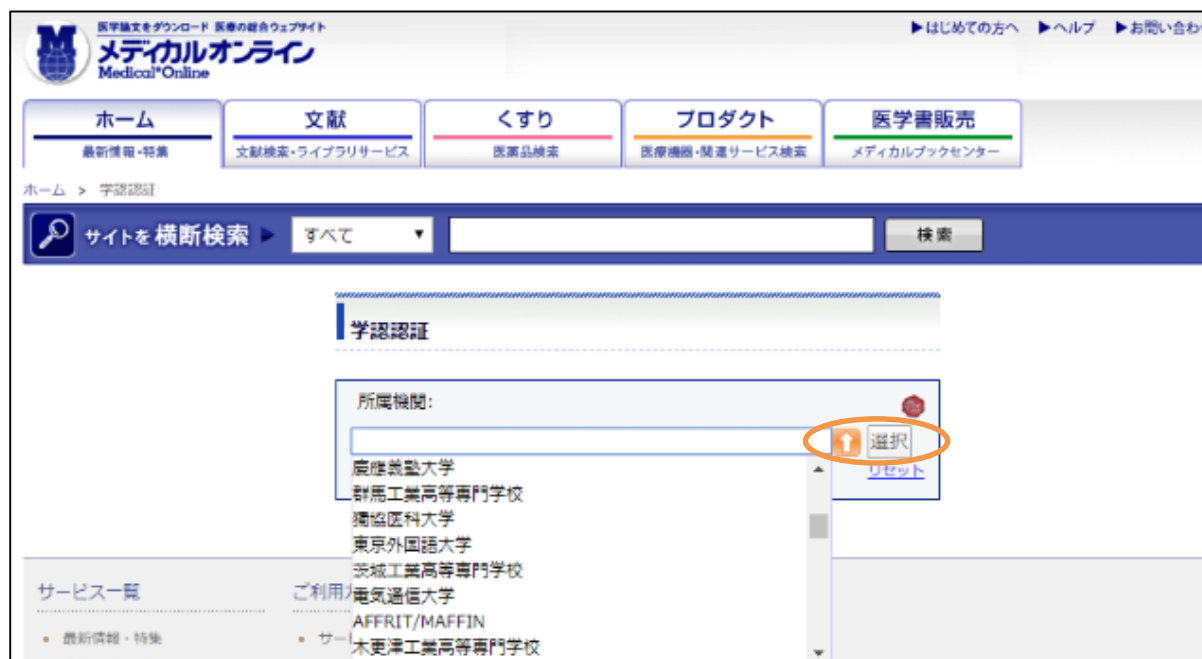 医学論文をダウンロード 医療の総合ウェブサイト
メディカルオンライン
Medical*Online
▶はじめての方へ ▶ヘルプ ▶お問い合わ
ホーム 文献 くすり プロダクト 医学書販売
最新情報・特集 文献検索・ライブラリサービス 医薬品検索 医療機器・関連サービス検索 メディカルブックセンター
ホーム > 学認認証
サイトを横断検索 ▶ すべて ▼ 検索
学認認証
所属機関:
選択
リセット
慶應義塾大学
群馬工業高等専門学校
獨協医科大学
東京外国語大学
茨城工業高等専門学校
電気通信大学
AFFRIT/MAFFIN
木更津工業高等専門学校
サービス一覧 ご利用
• 最新情報・特集 • サー